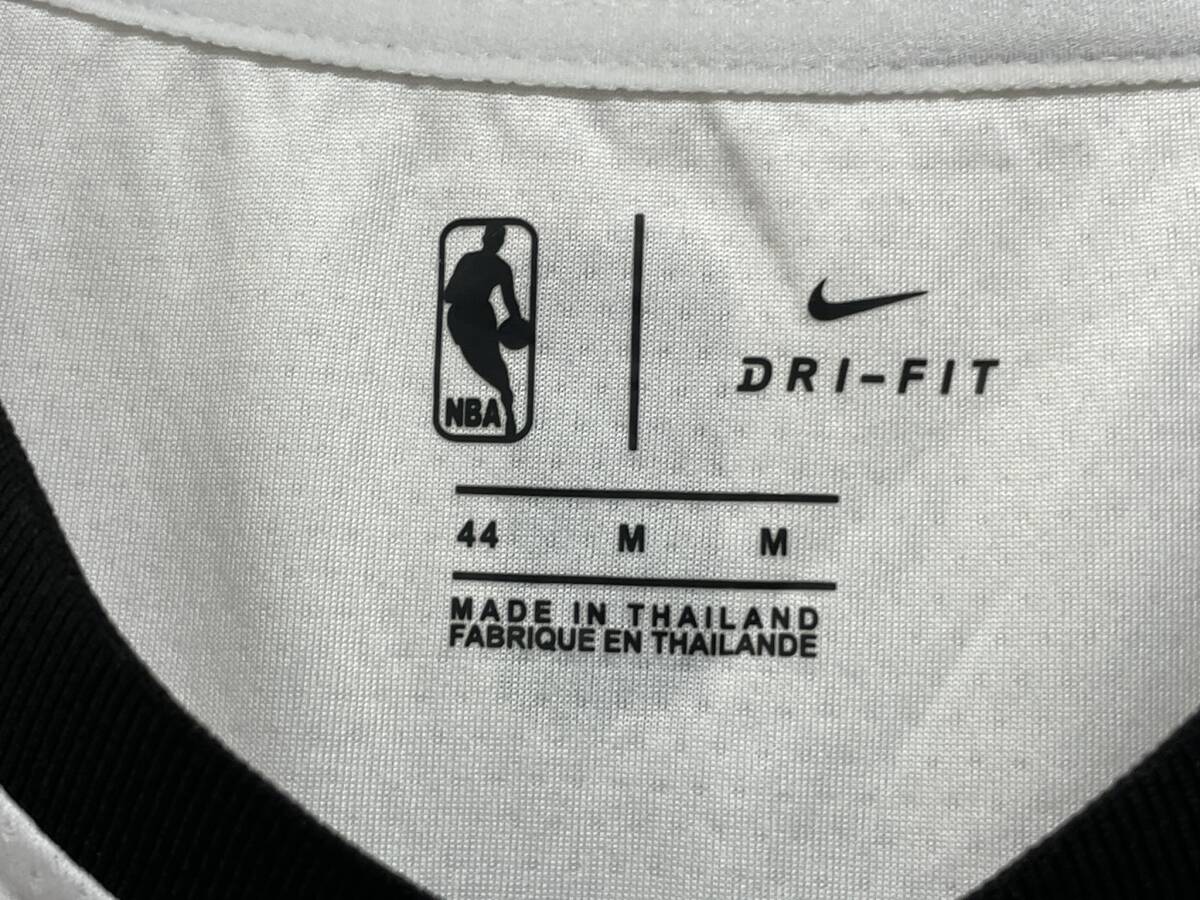 NBA
DRI-FIT
44 M M
MADE IN THAILAND
FABRIQUE EN THAILANDE